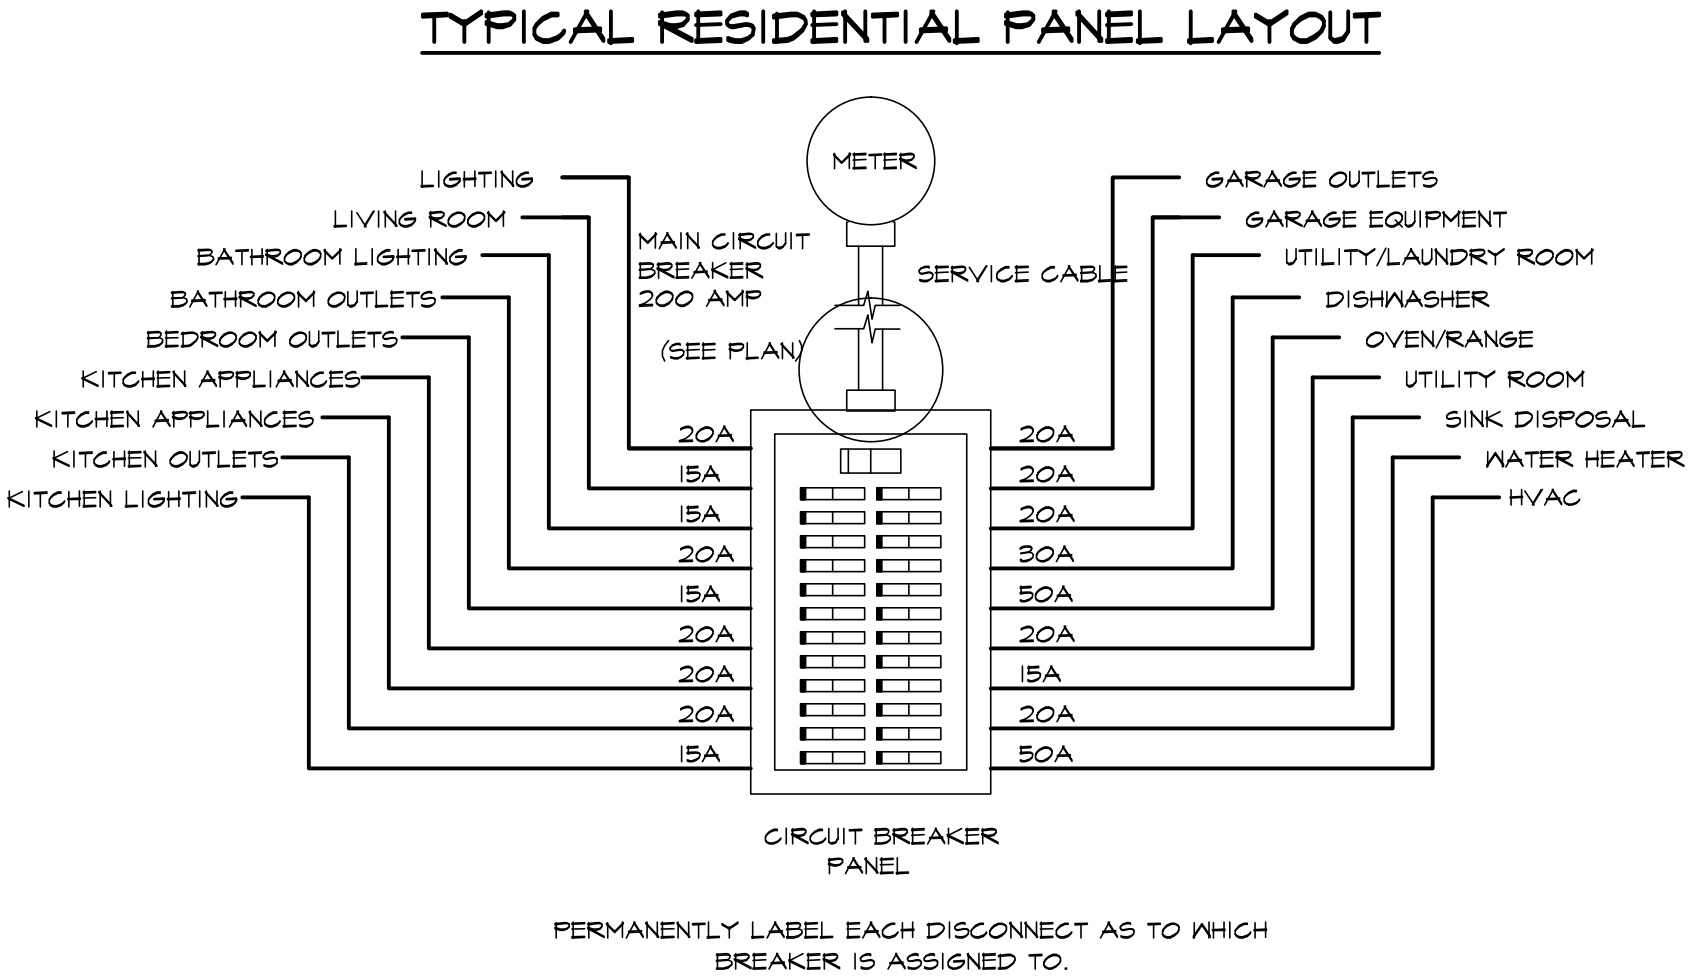 TYPICAL RESIDENTIAL PANEL LAYOUT
METER
LIGHTING
LIVING ROOM
BATHROOM LIGHTING
BATHROOM OUTLETS
BEDROOM OUTLETS
KITCHEN APPLIANCES
KITCHEN APPLIANCES
KITCHEN OUTLETS
KITCHEN LIGHTING
MAIN CIRCUIT
BREAKER
200 AMP
(SEE PLAN)
SERVICE CABLE
GARAGE OUTLETS
GARAGE EQUIPMENT
UTILITY/LAUNDRY ROOM
DISHWASHER
OVEN/RANGE
UTILITY ROOM
SINK DISPOSAL
WATER HEATER
HVAC
20A
15A
15A
20A
15A
20A
20A
20A
15A
20A
20A
20A
30A
50A
20A
15A
20A
50A
CIRCUIT BREAKER
PANEL
PERMANENTLY LABEL EACH DISCONNECT AS TO WHICH
BREAKER IS ASSIGNED TO.